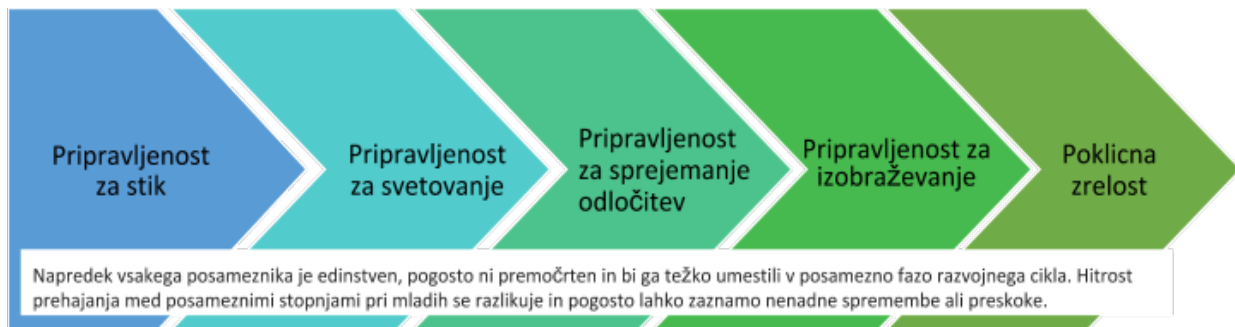 Pripravljenost
za stik
Pripravljenost
za svetovanje
Pripravljenost
za sprejemanje
odločitev
Pripravljenost za
izobraževanje
Poklicna
zrelost
Napredek vsakega posameznika je edinstven, pogosto ni premočrten in bi ga težko umestili v posamezno fazo razvojnega cikla. Hitrost
prehajanja med posameznimi stopnjami pri mladih se razlikuje in pogosto lahko zaznamo nenadne spremembe ali preskoke.